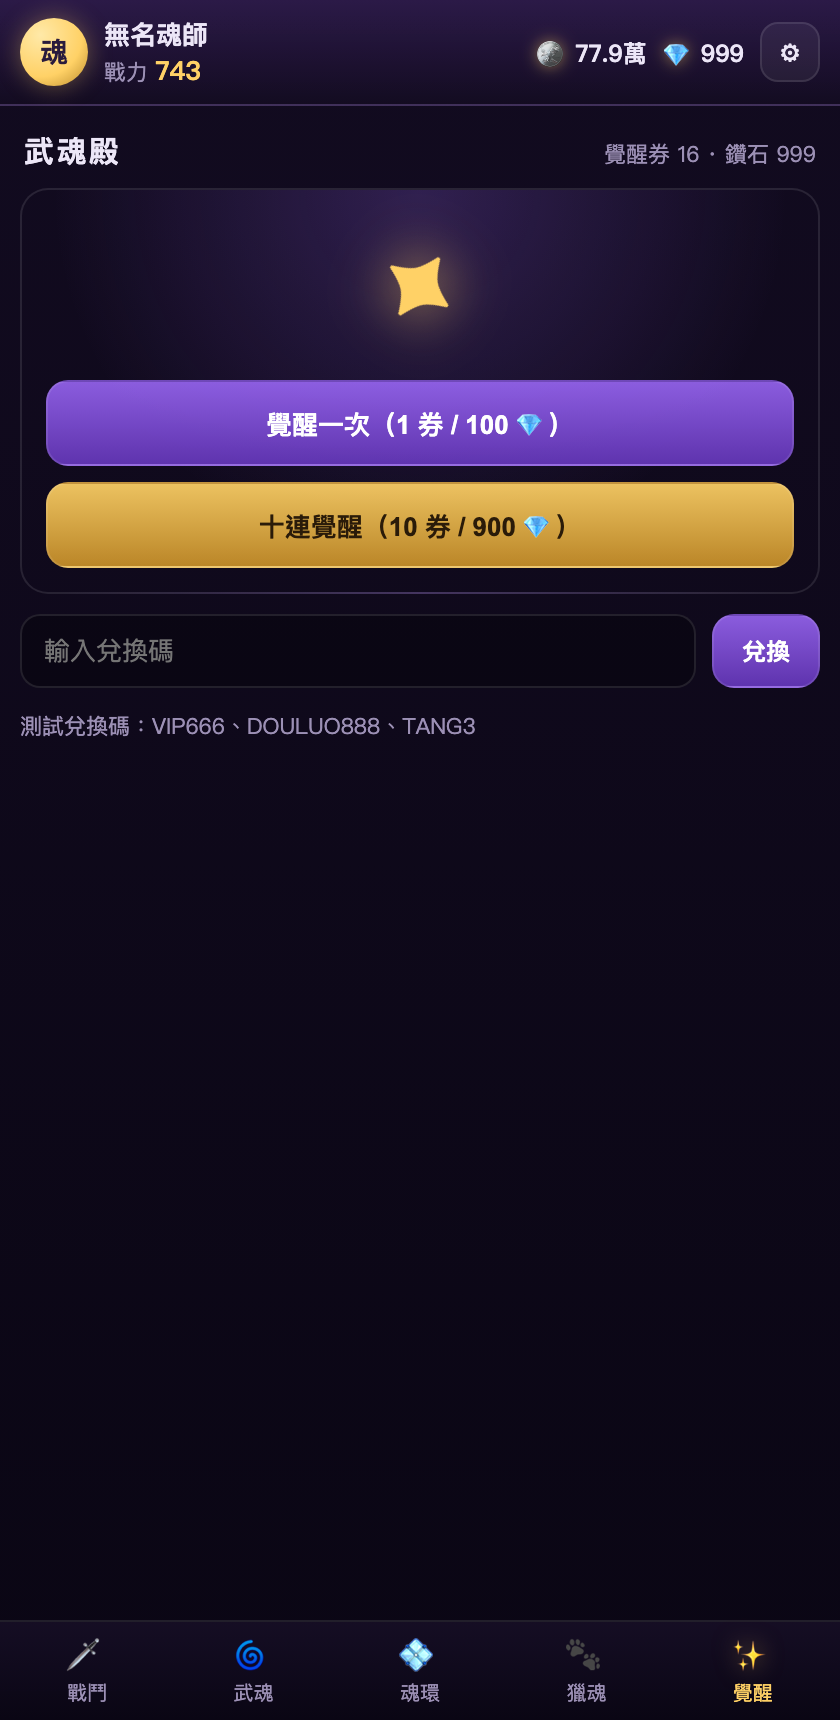 魂
無名魂師
戰力 743
77.9萬 999
武魂殿
覺醒券 16 · 鑽石 999
覺醒一次（1 券 / 100 💎）
十連覺醒（10 券 / 900 💎）
輸入兌換碼
兌換
測試兌換碼：VIP666、DOULUO888、TANG3
戰鬥
武魂
魂環
獵魂
覺醒